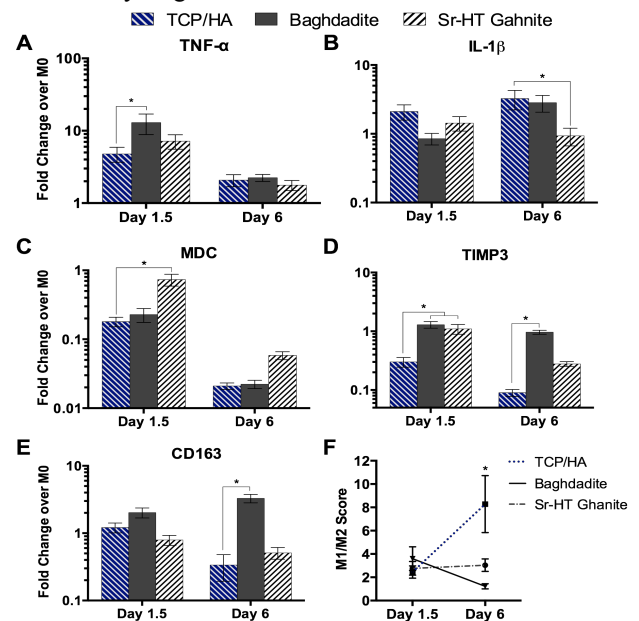 TCP/HA Baghdadite Sr-HT Gahnite
A
TNF-α
Fold Change over M0
100
10
1
Day 1.5 Day 6
B
IL-1β
10
1
0.1
*
Day 1.5 Day 6
*
C
MDC
Fold Change over M0
1
0.1
0.01
*
Day 1.5 Day 6
D
TIMP3
10
1
0.1
* *
Day 1.5 Day 6
E
CD163
Fold Change over M0
10
1
0.1
*
Day 1.5 Day 6
F
M1/M2 Score
12
10
8
6
4
2
0
*
Day 1.5 Day 6
TCP/HA
Baghdadite
Sr-HT Ghanite